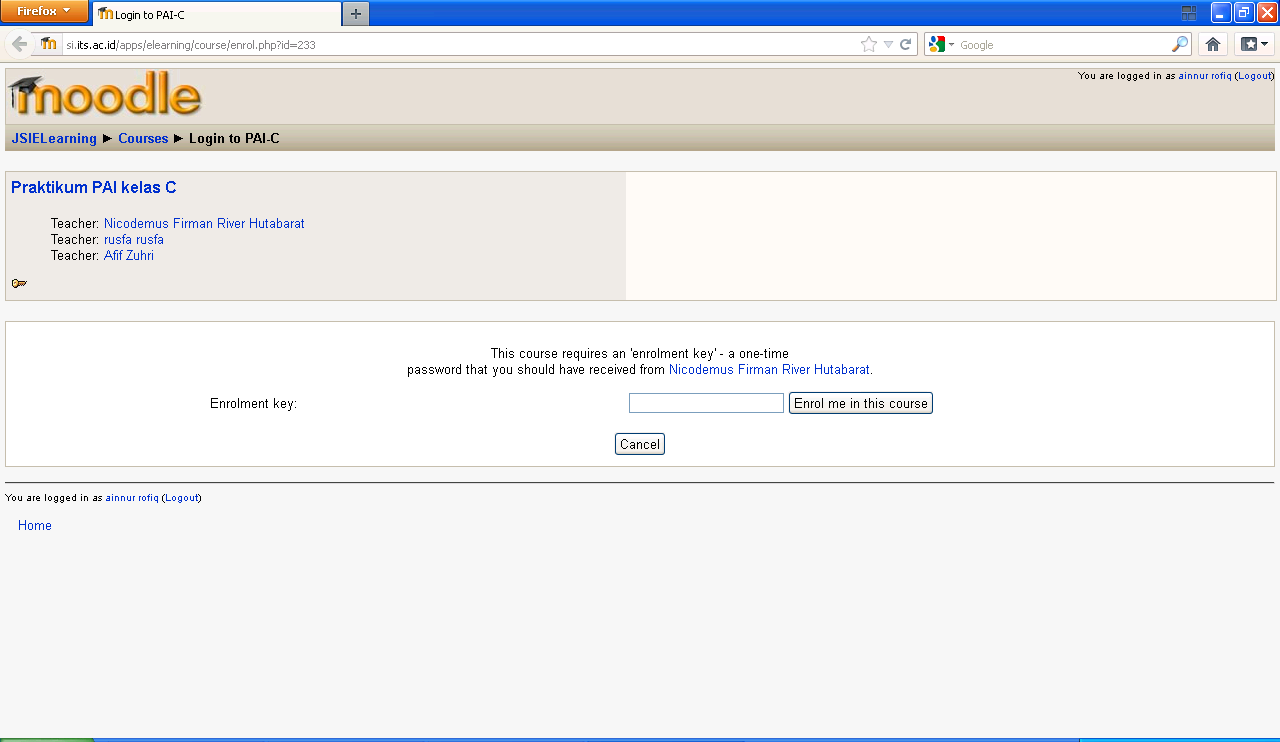 Firefox
Login to PAI-C
si.its.ac.id/apps/elearning/course/enrol.php?id=233
Google
moodle
You are logged in as ainnur rofiq (Logout)
JSIELearning ► Courses ► Login to PAI-C
Praktikum PAI kelas C
Teacher: Nicodemus Firman River Hutabarat
Teacher: rusfa rusfa
Teacher: Afif Zuhri
This course requires an 'enrolment key' - a one-time
password that you should have received from Nicodemus Firman River Hutabarat.
Enrolment key:
Enrol me in this course
Cancel
You are logged in as ainnur rofiq (Logout)
Home